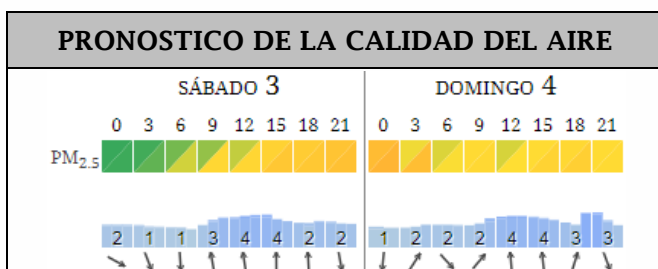 PRONOSTICO DE LA CALIDAD DEL AIRE
SÁBADO 3 DOMINGO 4
0 3 6 9 12 15 18 21 0 3 6 9 12 15 18 21
PM2.5
2 1 1 3 4 4 2 2 1 2 2 2 4 4 3 3